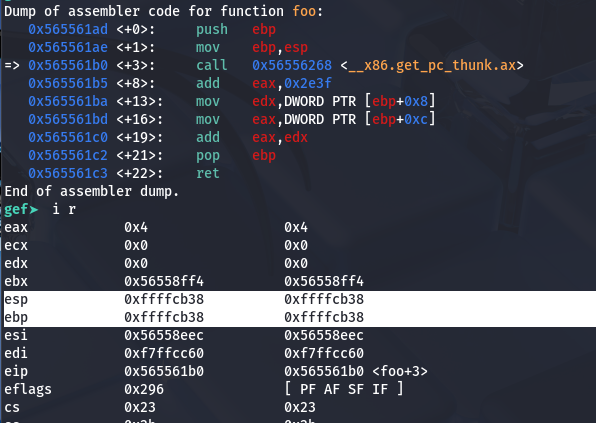 Dump of assembler code for function foo:
0x565561ad <+0>: push ebp
0x565561ae <+1>: mov ebp,esp
=> 0x565561b0 <+3>: call 0x56556268 <__x86.get_pc_thunk.ax>
0x565561b5 <+8>: add eax,0x2e3f
0x565561ba <+13>: mov edx,DWORD PTR [ebp+0x8]
0x565561bd <+16>: mov eax,DWORD PTR [ebp+0xc]
0x565561c0 <+19>: add eax,edx
0x565561c2 <+21>: pop ebp
0x565561c3 <+22>: ret
End of assembler dump.
gef➤ i r
eax 0x4 0x4
ecx 0x0 0x0
edx 0x0 0x0
ebx 0x56558ff4 0x56558ff4
esp 0xffffcb38 0xffffcb38
ebp 0xffffcb38 0xffffcb38
esi 0x56558eec 0x56558eec
edi 0xf7ffcc60 0xf7ffcc60
eip 0x565561b0 0x565561b0 <foo+3>
eflags 0x296 [ PF AF SF IF ]
cs 0x23 0x23